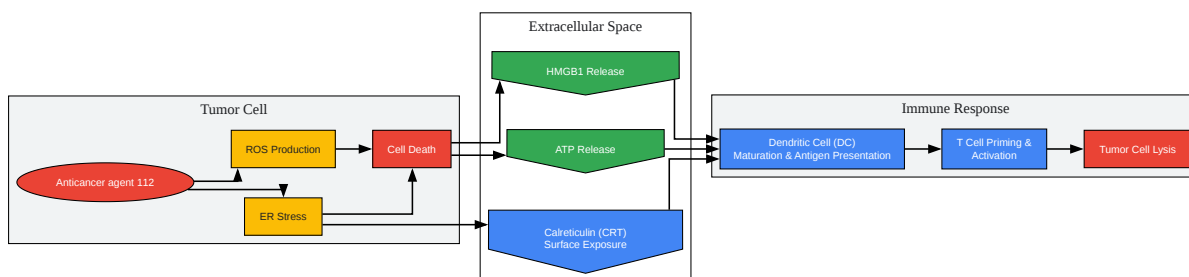 Tumor Cell
Anticancer agent 112
ROS Production
ER Stress
Cell Death
Extracellular Space
HMGB1 Release
ATP Release
Calreticulin (CRT)
Surface Exposure
Immune Response
Dendritic Cell (DC)
Maturation & Antigen Presentation
T Cell Priming &
Activation
Tumor Cell Lysis